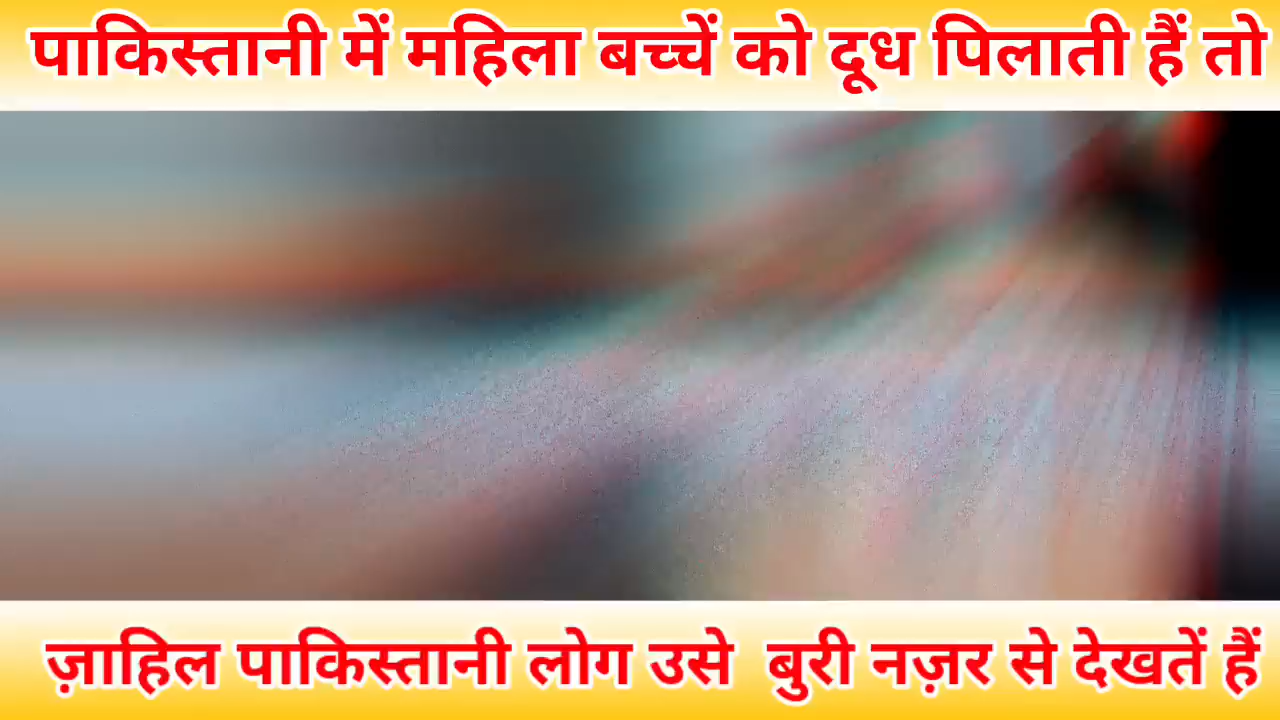 पाकिस्तानी में महिला बच्चें को दूध पिलाती हैं तो
ज़ाहिल पाकिस्तानी लोग उसे बुरी नज़र से देखतें हैं